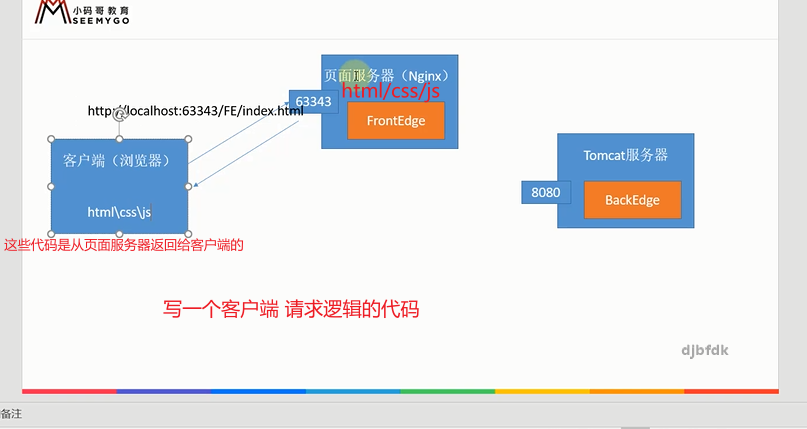 小码哥教育
SEEMYGO
页面服务器（Nginx）
html/css/js
63343
FrontEdge
http://localhost:63343/FE/index.html
客户端（浏览器）
html\css\js
这些代码是从页面服务器返回给客户端的
Tomcat服务器
8080
BackEdge
写一个客户端 请求逻辑的代码
djbfdk
备注